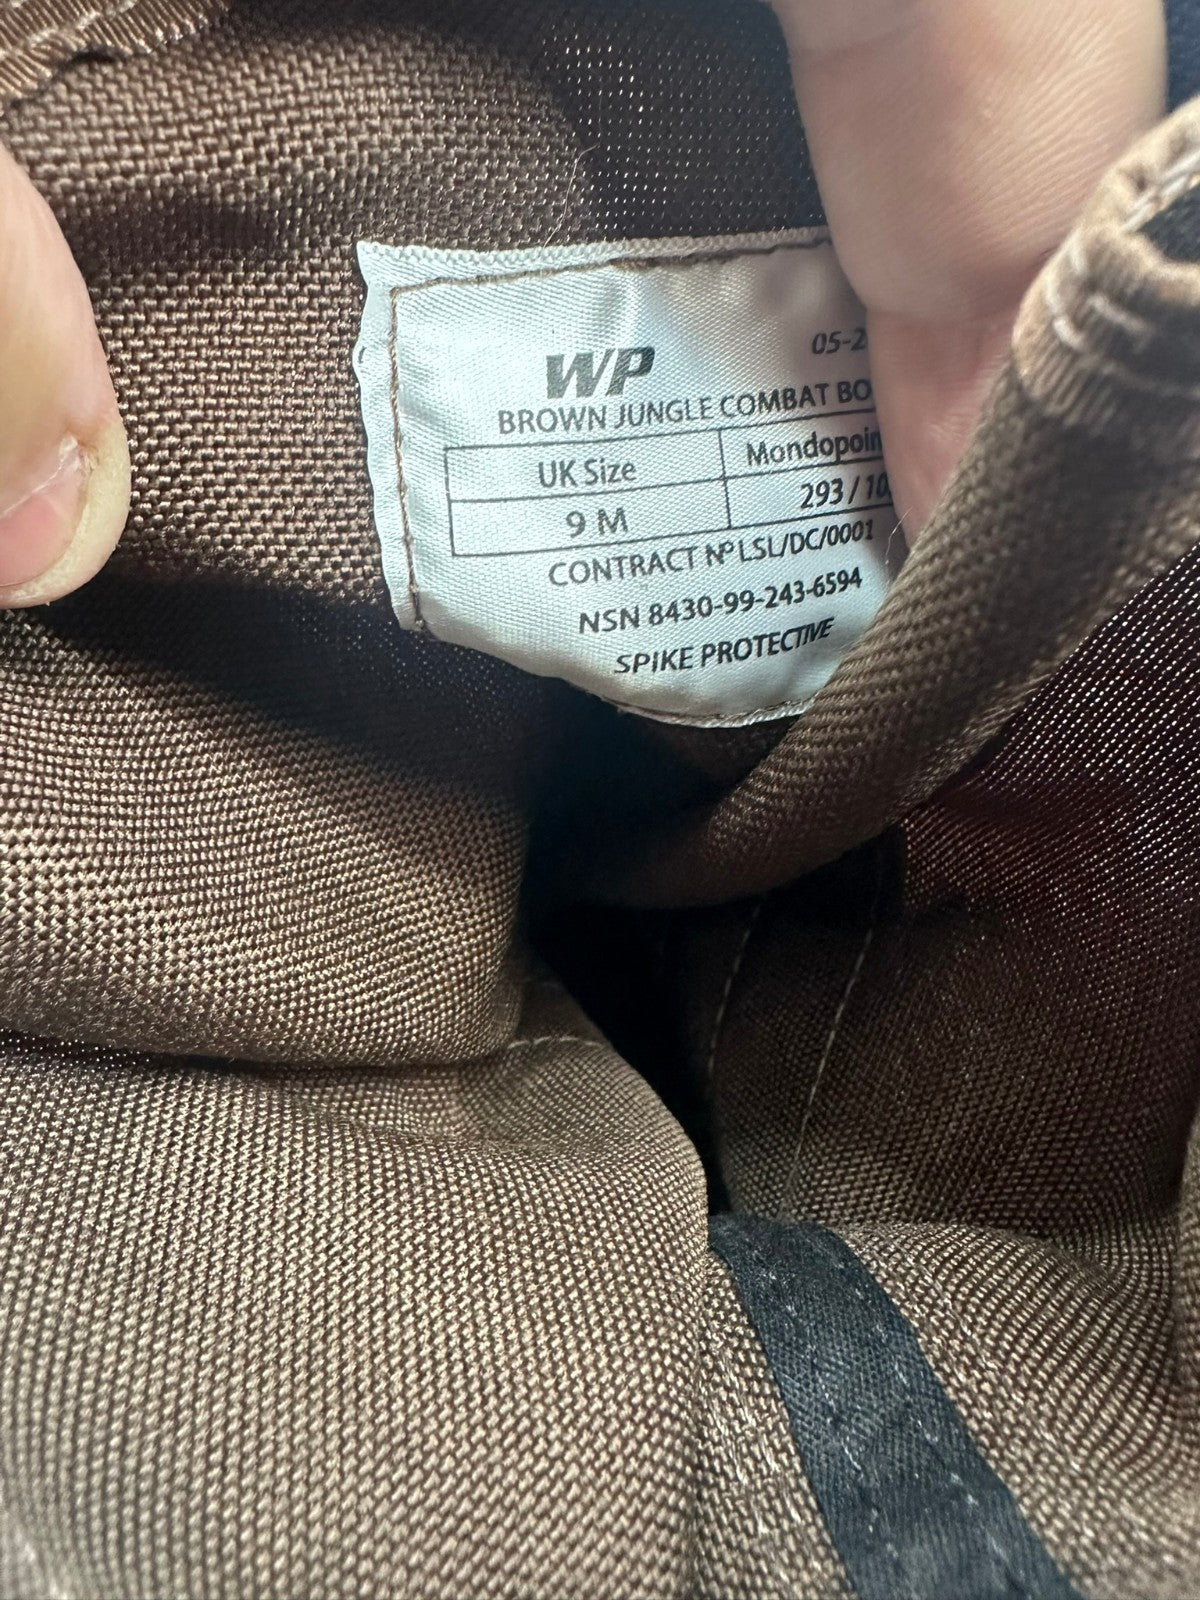 05-2
WP
BROWN JUNGLE COMBAT BO
UK Size Mondopoin
9 M 293 / 10
CONTRACT Nº LSL/DC/0001
NSN 8430-99-243-6594
SPIKE PROTECTIVE